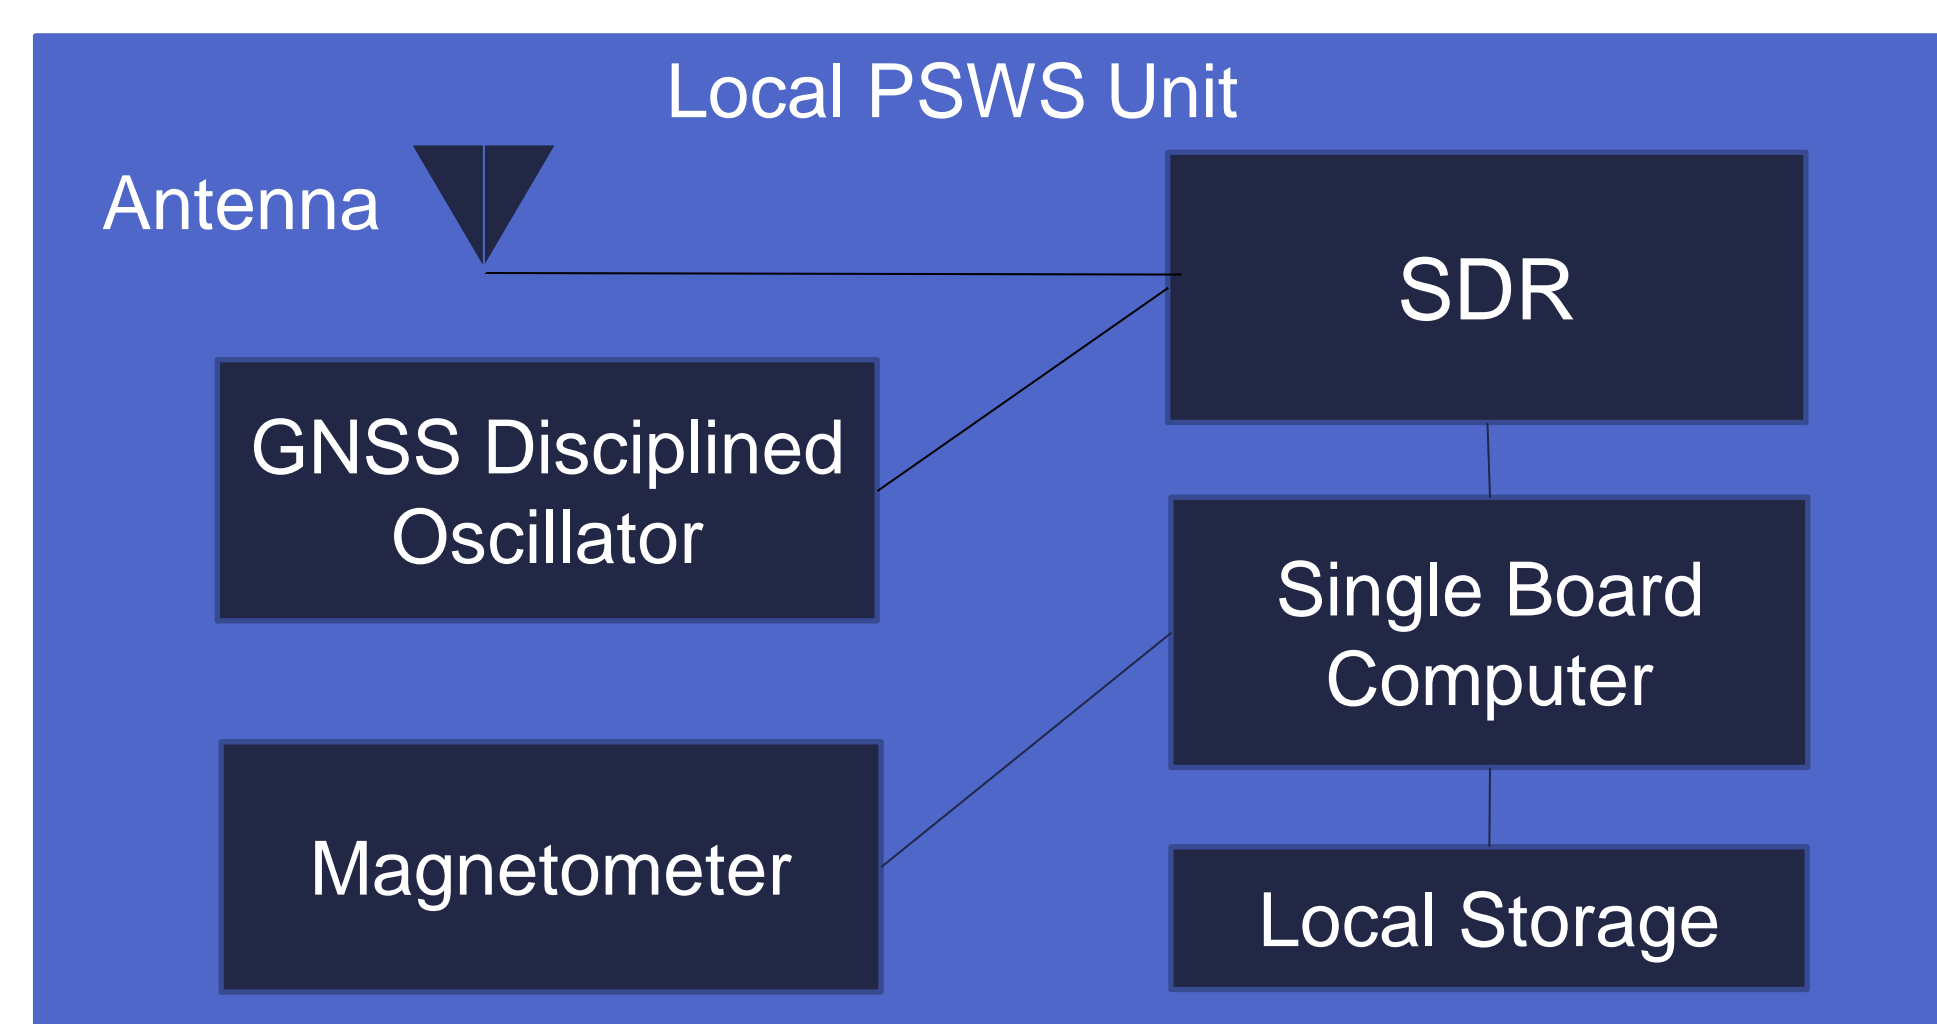 Local PSWS Unit
Antenna
SDR
GNSS Disciplined
Oscillator
Single Board
Computer
Magnetometer
Local Storage